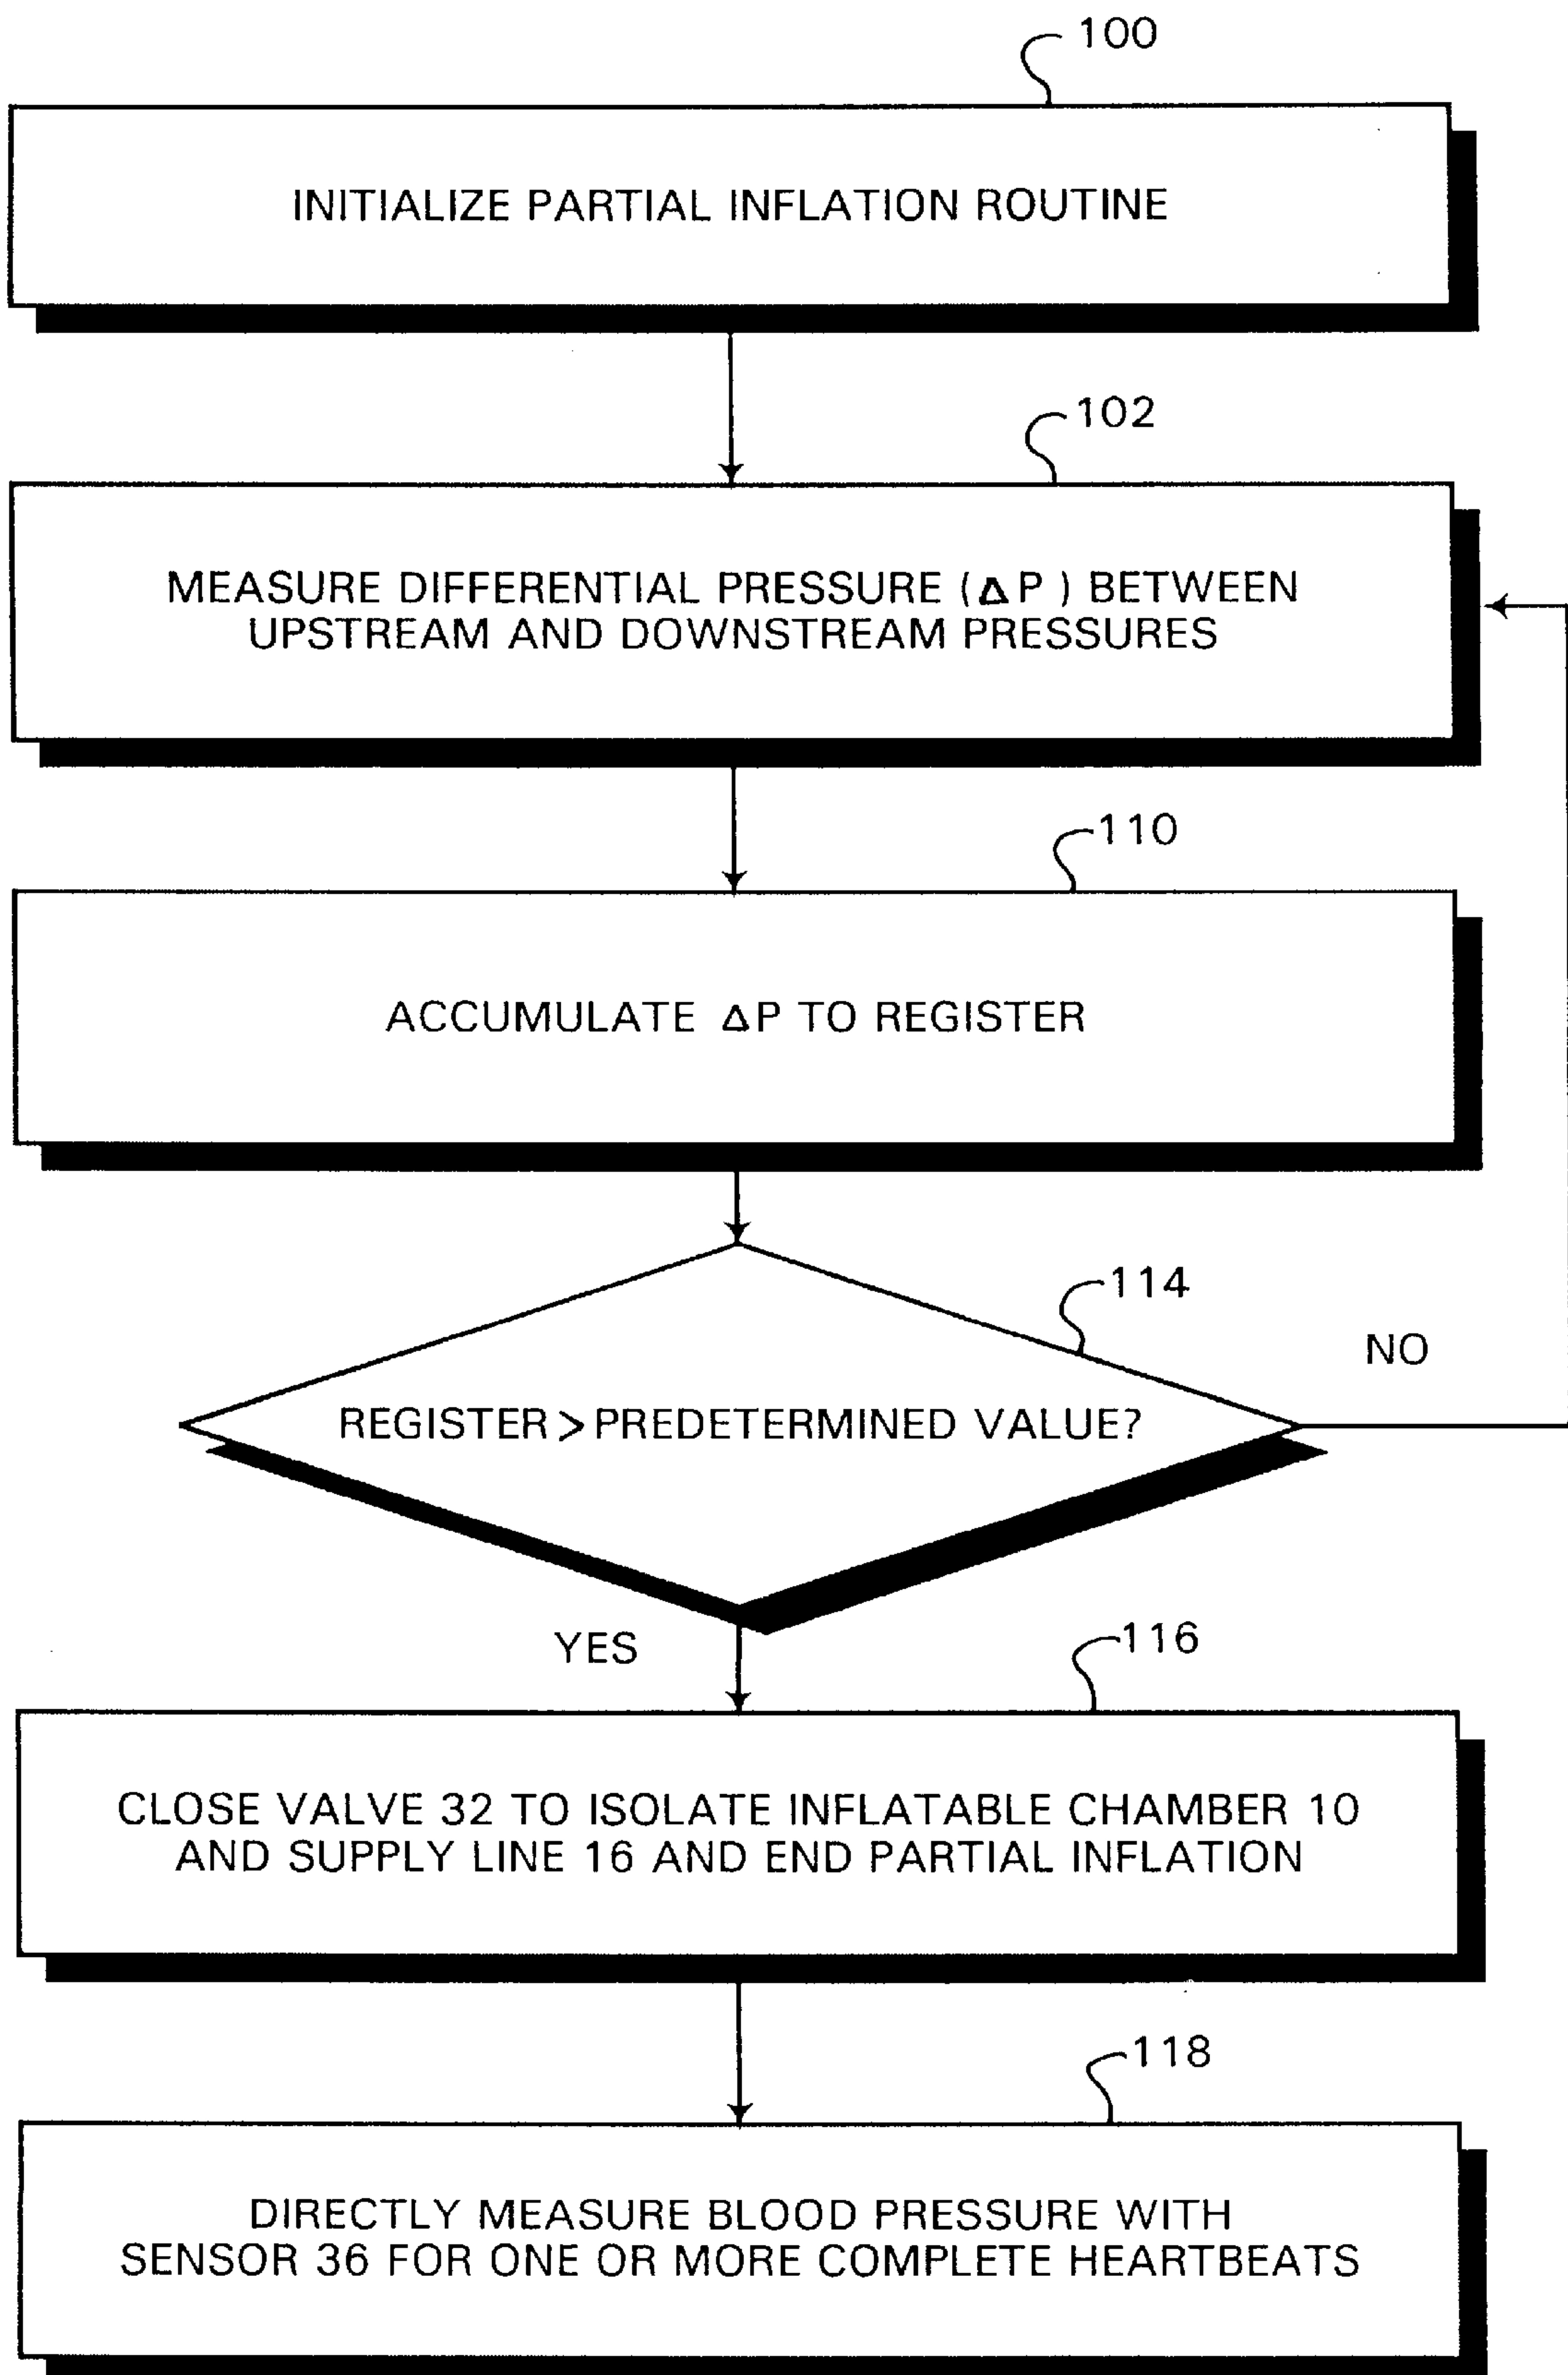 100
INITIALIZE PARTIAL INFLATION ROUTINE
102
MEASURE DIFFERENTIAL PRESSURE (ΔP) BETWEEN
UPSTREAM AND DOWNSTREAM PRESSURES
110
ACCUMULATE ΔP TO REGISTER
114
NO
REGISTER > PREDETERMINED VALUE?
YES
116
CLOSE VALVE 32 TO ISOLATE INFLATABLE CHAMBER 10
AND SUPPLY LINE 16 AND END PARTIAL INFLATION
118
DIRECTLY MEASURE BLOOD PRESSURE WITH
SENSOR 36 FOR ONE OR MORE COMPLETE HEARTBEATS